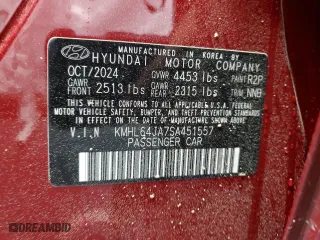 MANUFACTURED IN KOREA BY
HYUNDAI MOTOR COMPANY
OCT/2024 GVWR 4453 lbs PAINT R2P
GAWR FRONT 2513 lbs GAWR REAR 2315 lbs TRIM NNB
THIS VEHICLE CONFORMS TO ALL APPLICABLE
U.S. FEDERAL MOTOR VEHICLE SAFETY, BUMPER,
AND THEFT PREVENTION STANDARDS IN EFFECT ON
THE DATE OF MANUFACTURE SHOWN ABOVE.
V.I.N KMHL64JA7SA451557
PASSENGER CAR